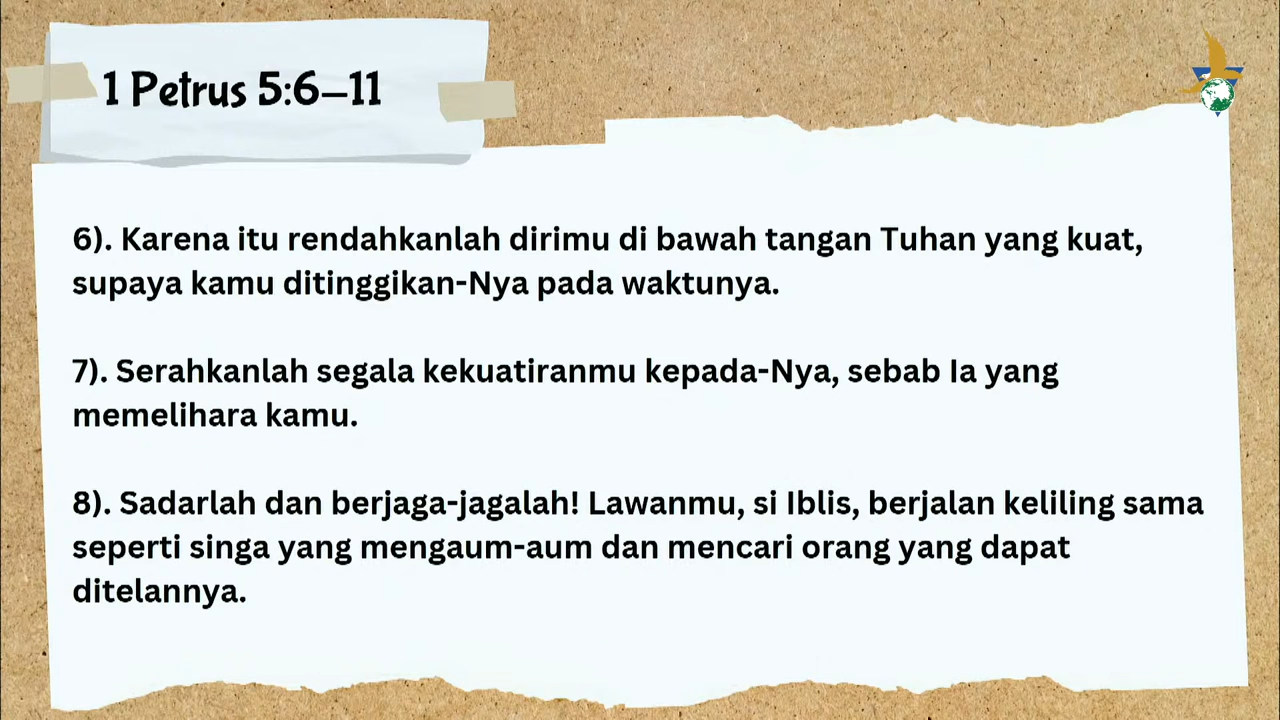 1 Petrus 5:6–11
6). Karena itu rendahkanlah dirimu di bawah tangan Tuhan yang kuat,
supaya kamu ditinggikan-Nya pada waktunya.
7). Serahkanlah segala kekuatiranmu kepada-Nya, sebab Ia yang
memelihara kamu.
8). Sadarlah dan berjaga-jagalah! Lawanmu, si Iblis, berjalan keliling sama
seperti singa yang mengaum-aum dan mencari orang yang dapat
ditelannya.